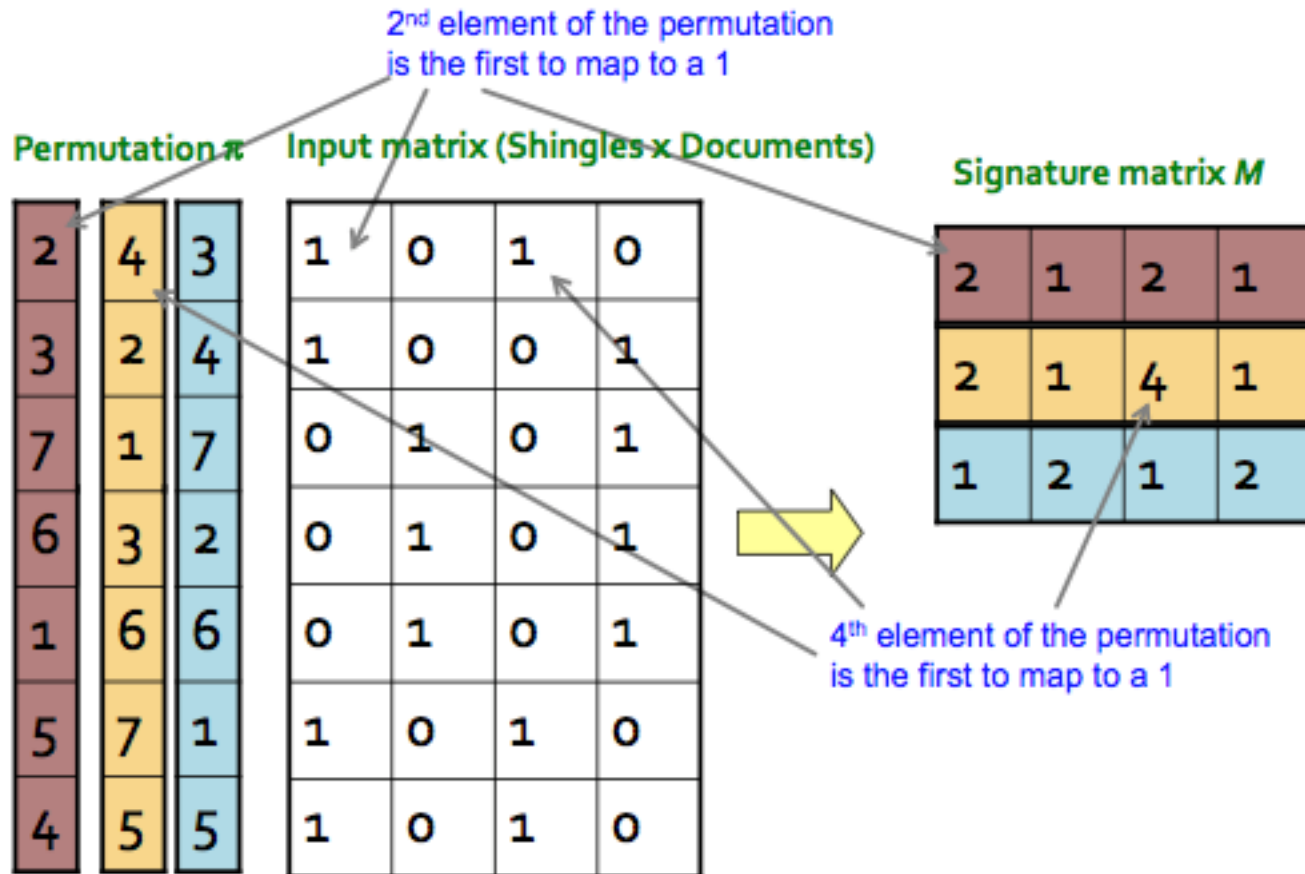 2nd element of the permutation
is the first to map to a 1
Permutation π Input matrix (Shingles x Documents)
Signature matrix M
2 4 3 1 0 1 0
3 2 4 1 0 0 1
7 1 7 0 1 0 1
6 3 2 0 1 0 1
1 6 6 0 1 0 1
5 7 1 1 0 1 0
4 5 5 1 0 1 0
2 1 2 1
2 1 4 1
1 2 1 2
4th element of the permutation
is the first to map to a 1